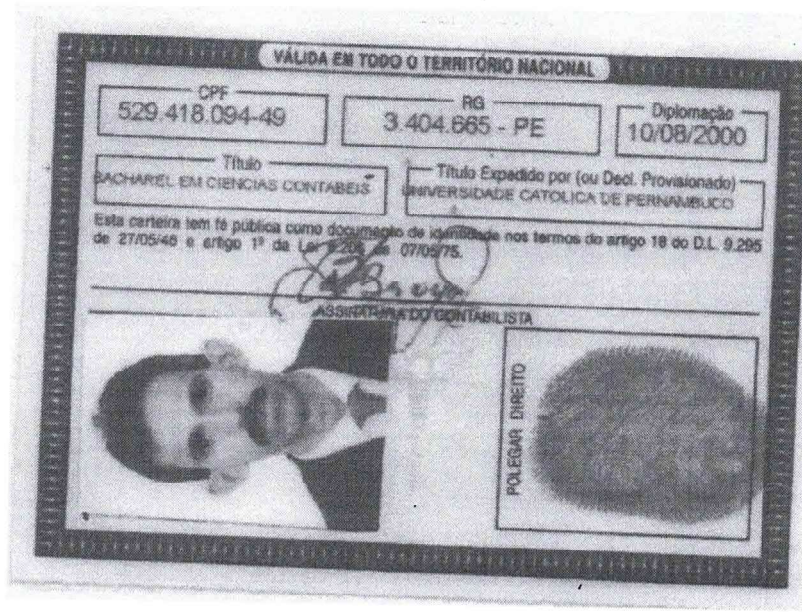 VÁLIDA EM TODO O TERRITÓRIO NACIONAL
CPF
529.418.094-49
RG
3.404.665 - PE
Diplomação
10/08/2000
Título
BACHAREL EM CIENCIAS CONTABEIS
Título Expedido por (ou Decl. Provisionado)
UNIVERSIDADE CATOLICA DE PERNAMBUCO
Esta carteira tem fé pública como documento de identidade nos termos do artigo 18 do D.L. 9.295
de 27/05/46 e artigo 1º da Lei de 07/05/75.
ASSINATURA DO CONTABILISTA
POLEGAR DIREITO